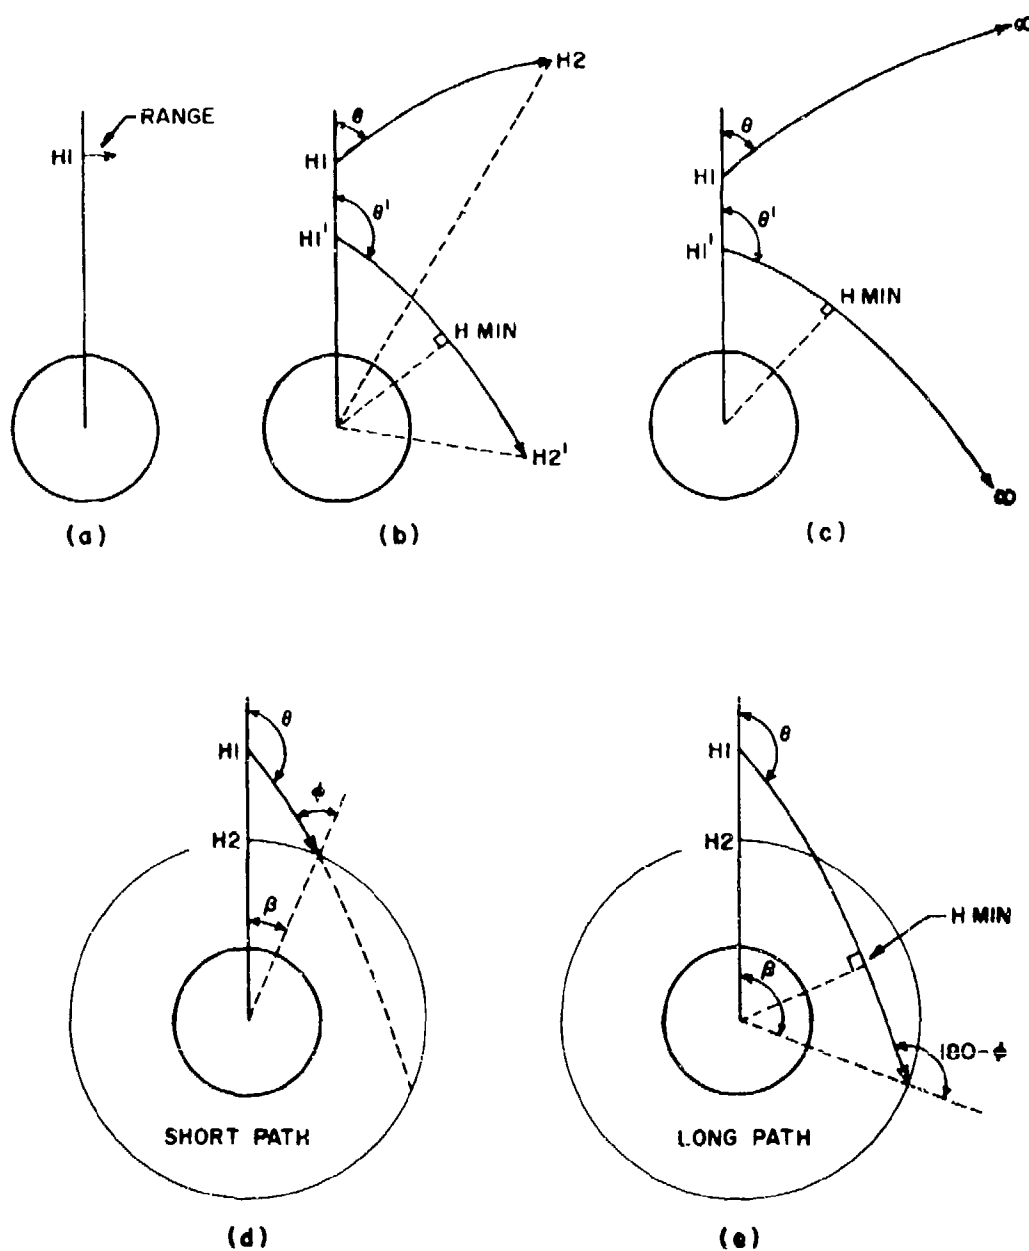 RANGE
H1
(a)
H2
θ
H1
θ'
H1'
H MIN
H2'
(b)
∞
θ
H1
θ'
H1'
H MIN
∞
(c)
θ
H1
ϕ
H2
β
SHORT PATH
(d)
θ
H1
H2
H MIN
β
180-ϕ
LONG PATH
(e)